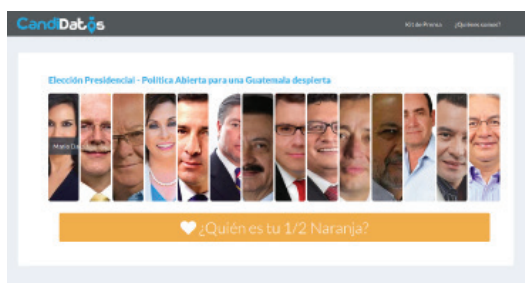 CandiDatos
Kit de Prensa ¿Quiénes somos?
Elección Presidencial - Política Abierta para una Guatemala despierta
¿Quién es tu 1/2 Naranja?